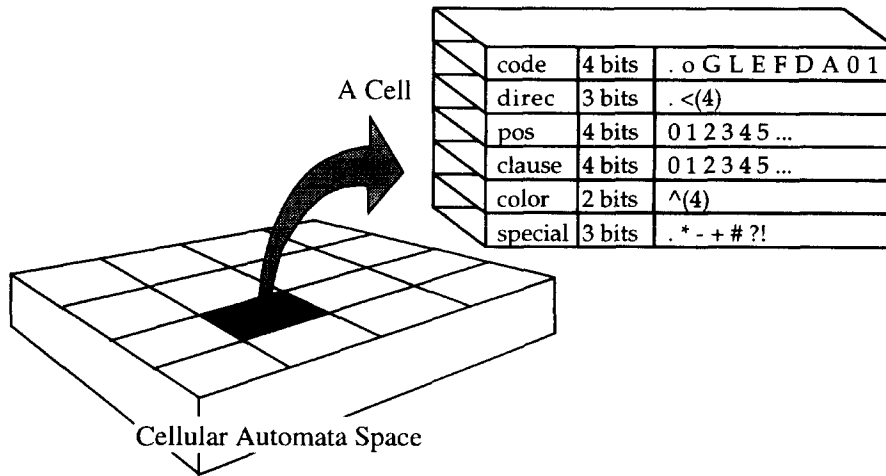 code 4 bits . o G L E F D A 0 1
A Cell
direc 3 bits . <(4)
pos 4 bits 0 1 2 3 4 5 ...
clause 4 bits 0 1 2 3 4 5 ...
color 2 bits ^(4)
special 3 bits . * - + # ?!
Cellular Automata Space